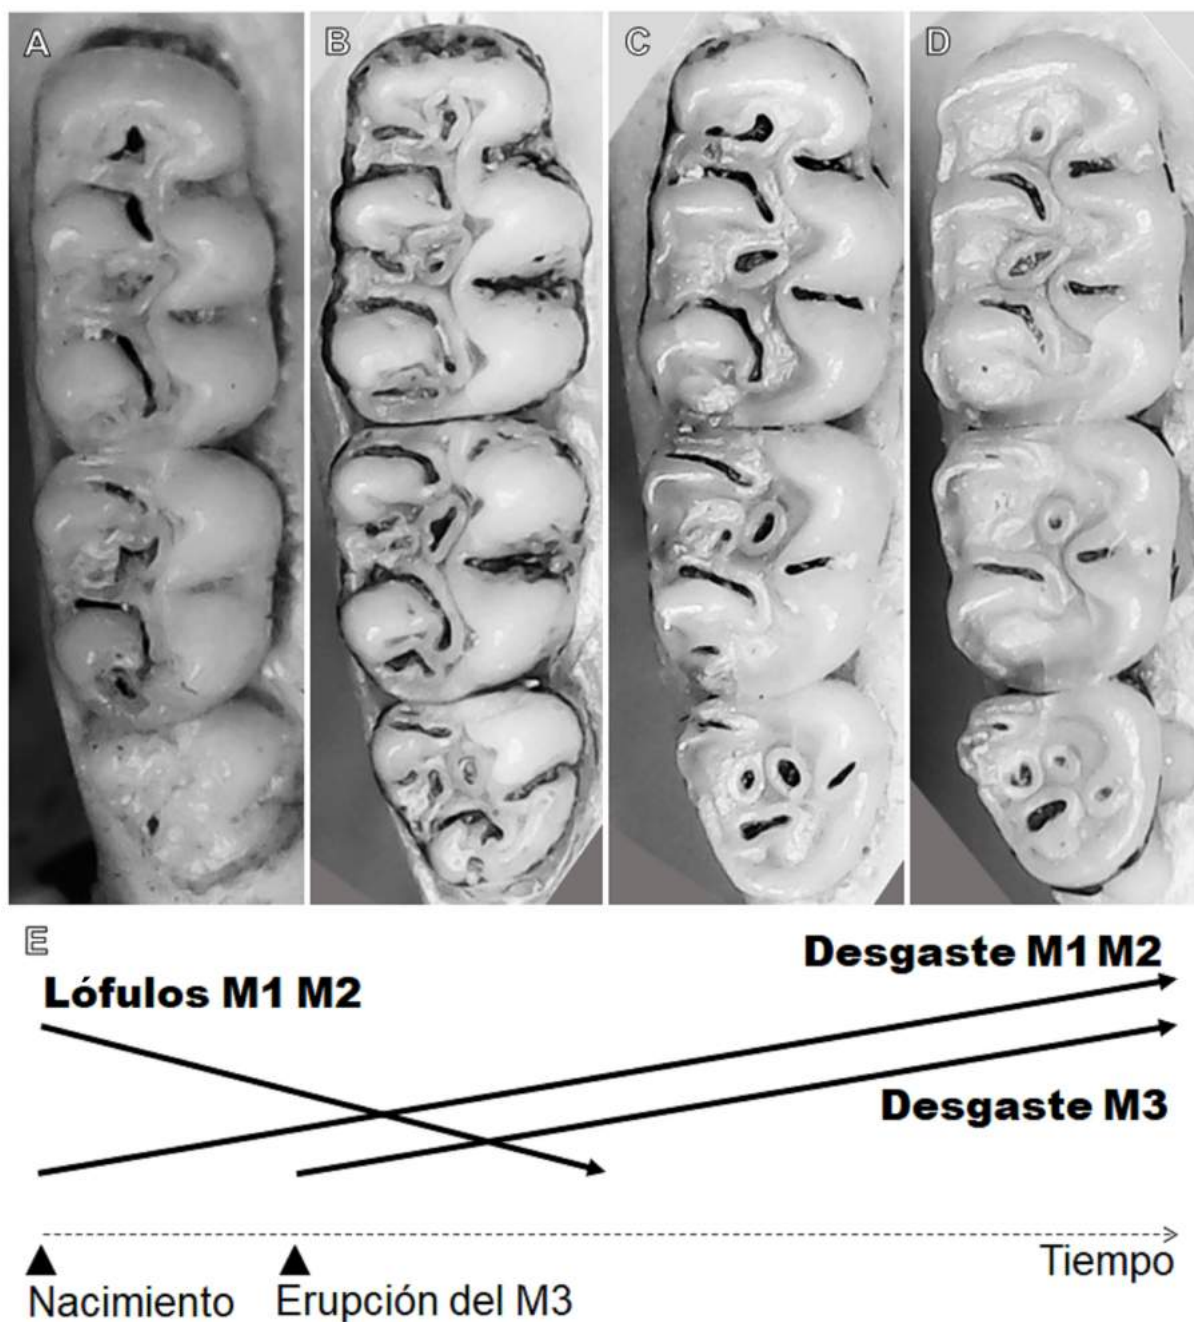 A
B
C
D
E
Desgaste M1 M2
Lófulos M1 M2
Desgaste M3
Tiempo
Nacimiento
Erupción del M3